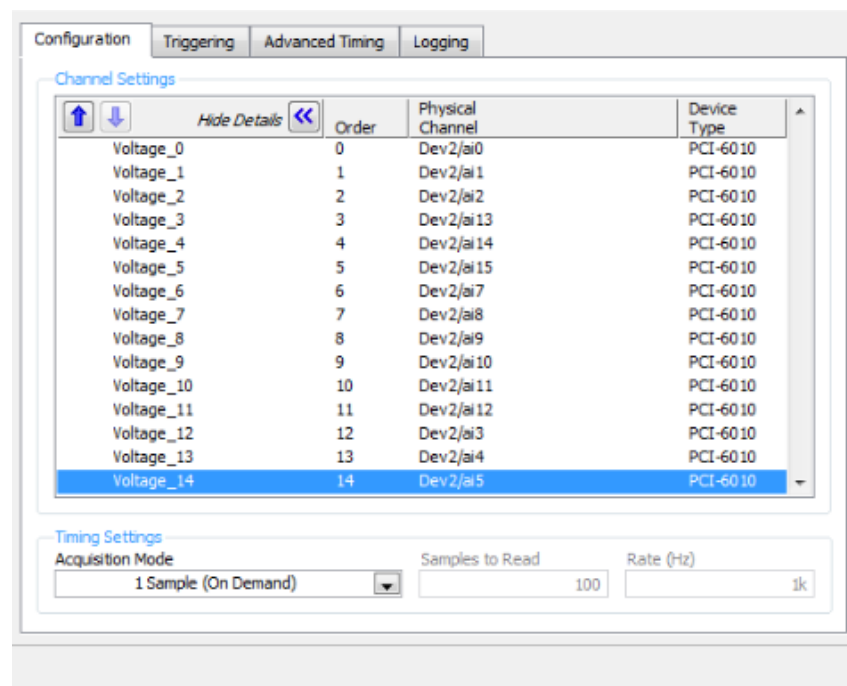 Configuration Triggering Advanced Timing Logging
Channel Settings
Hide Details Order Physical Channel Device Type
Voltage_0 0 Dev2/ai0 PCI-6010
Voltage_1 1 Dev2/ai1 PCI-6010
Voltage_2 2 Dev2/ai2 PCI-6010
Voltage_3 3 Dev2/ai13 PCI-6010
Voltage_4 4 Dev2/ai14 PCI-6010
Voltage_5 5 Dev2/ai15 PCI-6010
Voltage_6 6 Dev2/ai7 PCI-6010
Voltage_7 7 Dev2/ai8 PCI-6010
Voltage_8 8 Dev2/ai9 PCI-6010
Voltage_9 9 Dev2/ai10 PCI-6010
Voltage_10 10 Dev2/ai11 PCI-6010
Voltage_11 11 Dev2/ai12 PCI-6010
Voltage_12 12 Dev2/ai3 PCI-6010
Voltage_13 13 Dev2/ai4 PCI-6010
Voltage_14 14 Dev2/ai5 PCI-6010
Timing Settings
Acquisition Mode Samples to Read Rate (Hz)
1 Sample (On Demand) 100 1k